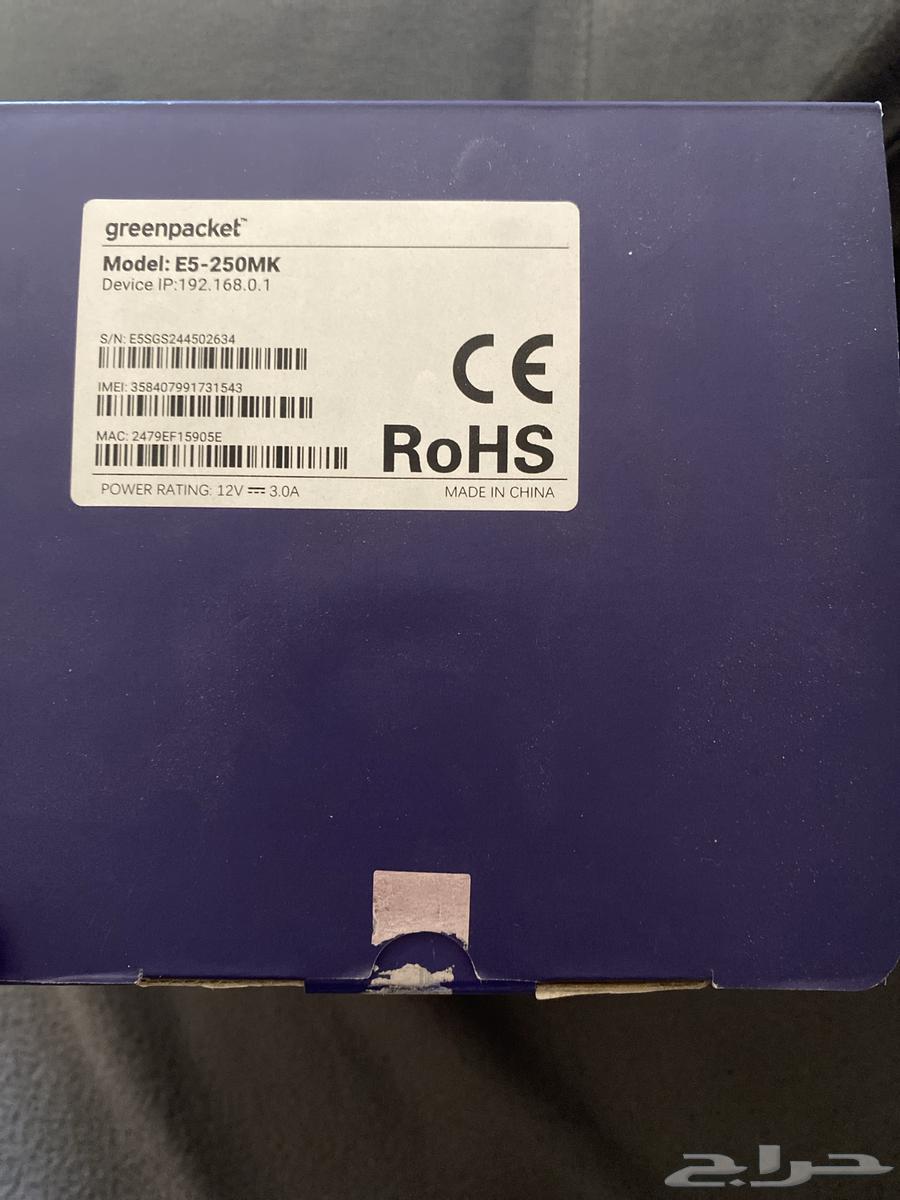 greenpacket™
Model: E5-250MK
Device IP:192.168.0.1
S/N: E5SGS244502634
IMEI: 358407991731543
MAC: 2479EF15905E
CE
RoHS
POWER RATING: 12V ⎓ 3.0A
MADE IN CHINA
حراج